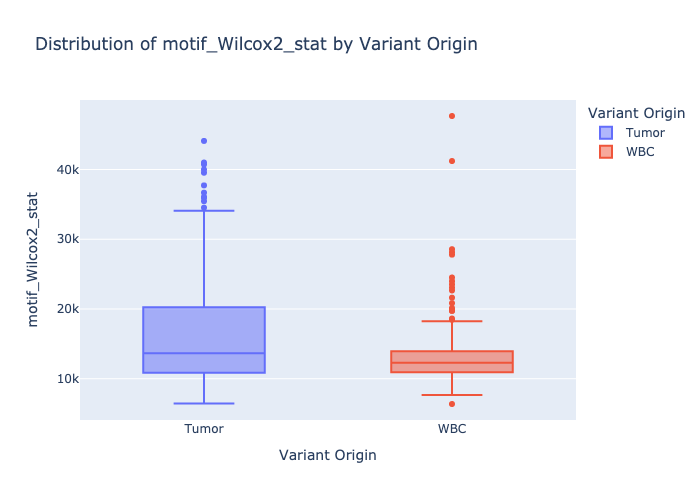 Distribution of motif_Wilcox2_stat by Variant Origin
Variant Origin
Tumor
WBC
motif_Wilcox2_stat
40k
30k
20k
10k
Tumor
WBC
Variant Origin